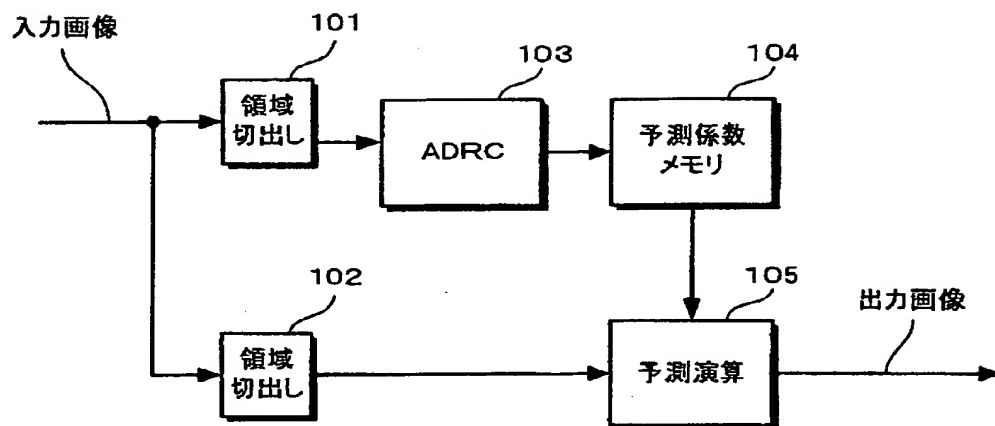 入力画像
101
領域
切出し
103
ADRC
104
予測係数
メモリ
102
領域
切出し
105
予測演算
出力画像